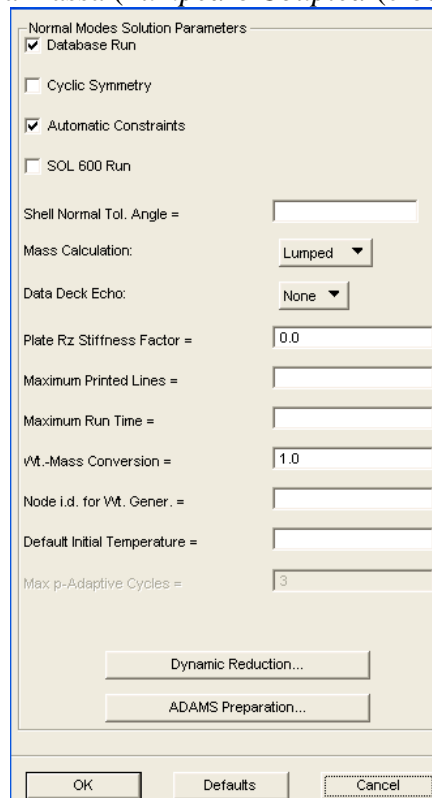 Normal Modes Solution Parameters
Database Run
Cyclic Symmetry
Automatic Constraints
SOL 600 Run
Shell Normal Tol. Angle =
Mass Calculation: Lumped
Data Deck Echo: None
Plate Rz Stiffness Factor = 0.0
Maximum Printed Lines =
Maximum Run Time =
Wt.-Mass Conversion = 1.0
Node i.d. for Wt. Gener. =
Default Initial Temperature =
Max p-Adaptive Cycles = 3
Dynamic Reduction...
ADAMS Preparation...
OK Defaults Cancel